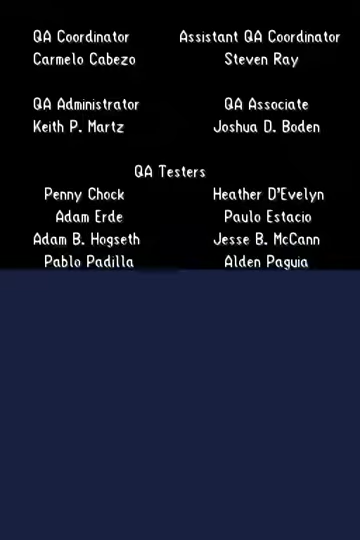 QA Coordinator Assistant QA Coordinator
Carmelo Cabezo Steven Ray
QA Administrator QA Associate
Keith P. Martz Joshua D. Boden
QA Testers
Penny Chock Heather D'Evelyn
Adam Erde Paulo Estacio
Adam B. Hogseth Jesse B. McCann
Pablo Padilla Alden Paguia